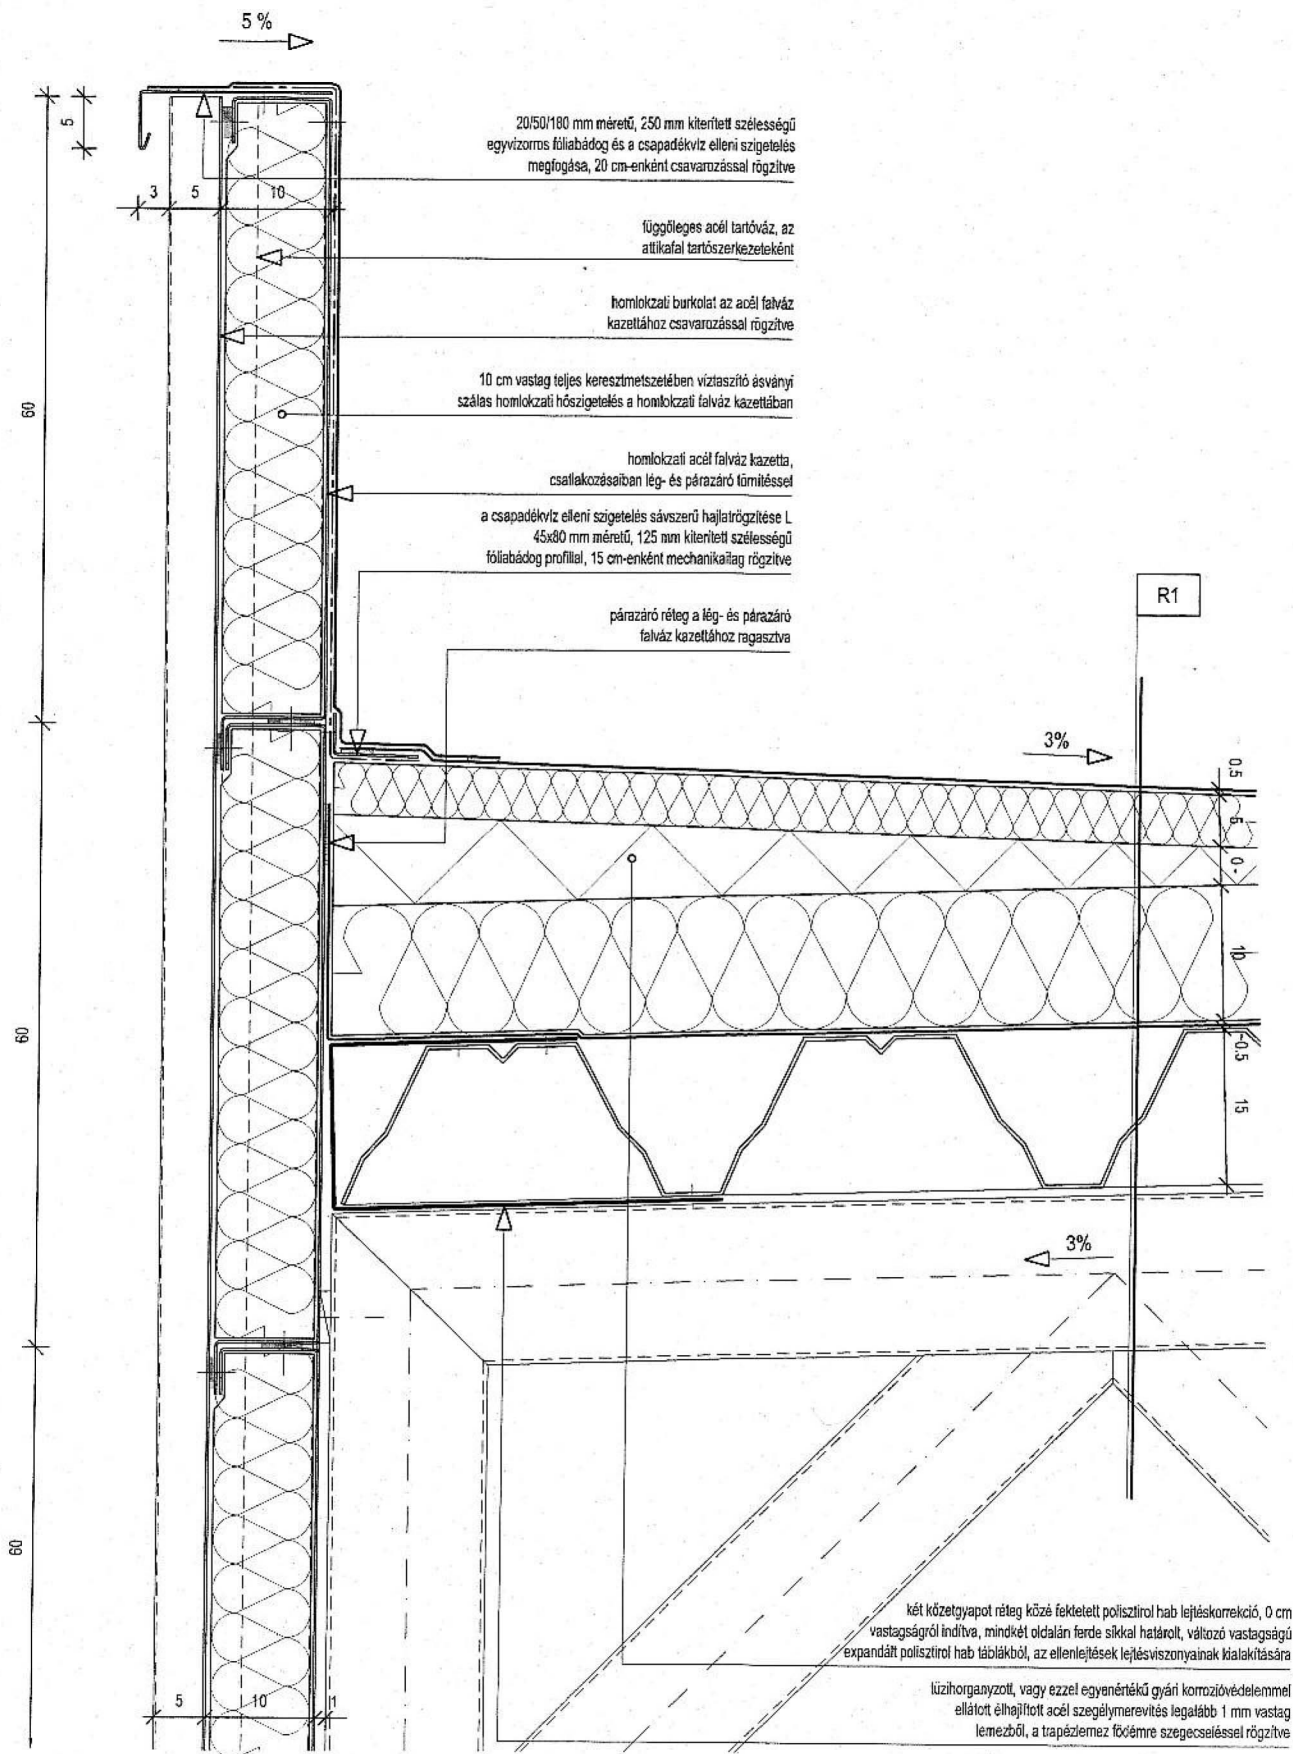 5 %
5
20/50/180 mm méretű, 250 mm kiterített szélességű
egyvízorros fóliabádog és a csapadékvíz elleni szigetelés
megfogása, 20 cm-enként csavarozással rögzítve
3 5 10
függőleges acél tartóváz, az
attikafal tartószerkezeteként
homlokzati burkolat az acél falváz
kazettához csavarozással rögzítve
10 cm vastag teljes keresztmetszetében víztaszító ásványi
szálas homlokzati hőszigetelés a homlokzati falváz kazettában
60
homlokzati acél falváz kazetta,
csatlakozásaiban lég- és párazáró tömítéssel
a csapadékvíz elleni szigetelés sávszerű hajlatrögzítése L
45x80 mm méretű, 125 mm kiterített szélességű
fóliabádog profillal, 15 cm-enként mechanikailag rögzítve
R1
párazáró réteg a lég- és párazáró
falváz kazettához ragasztva
3%
0.5
5
0 -
10
60
~0.5
15
3%
60
két kőzetgyapot réteg közé fektetett polisztirol hab lejtéskorrekció, 0 cm
vastagságról indítva, mindkét oldalán ferde síkkal határolt, változó vastagságú
expandált polisztirol hab táblákból, az ellenlejtések lejtésviszonyainak kialakítására
tűzihorganyzott, vagy ezzel egyenértékű gyári korrozióvédelemmel
ellátott élhajlított acél szegélymerevítés legalább 1 mm vastag
lemezből, a trapézlemez födémre szegecseléssel rögzítve
5 10 1